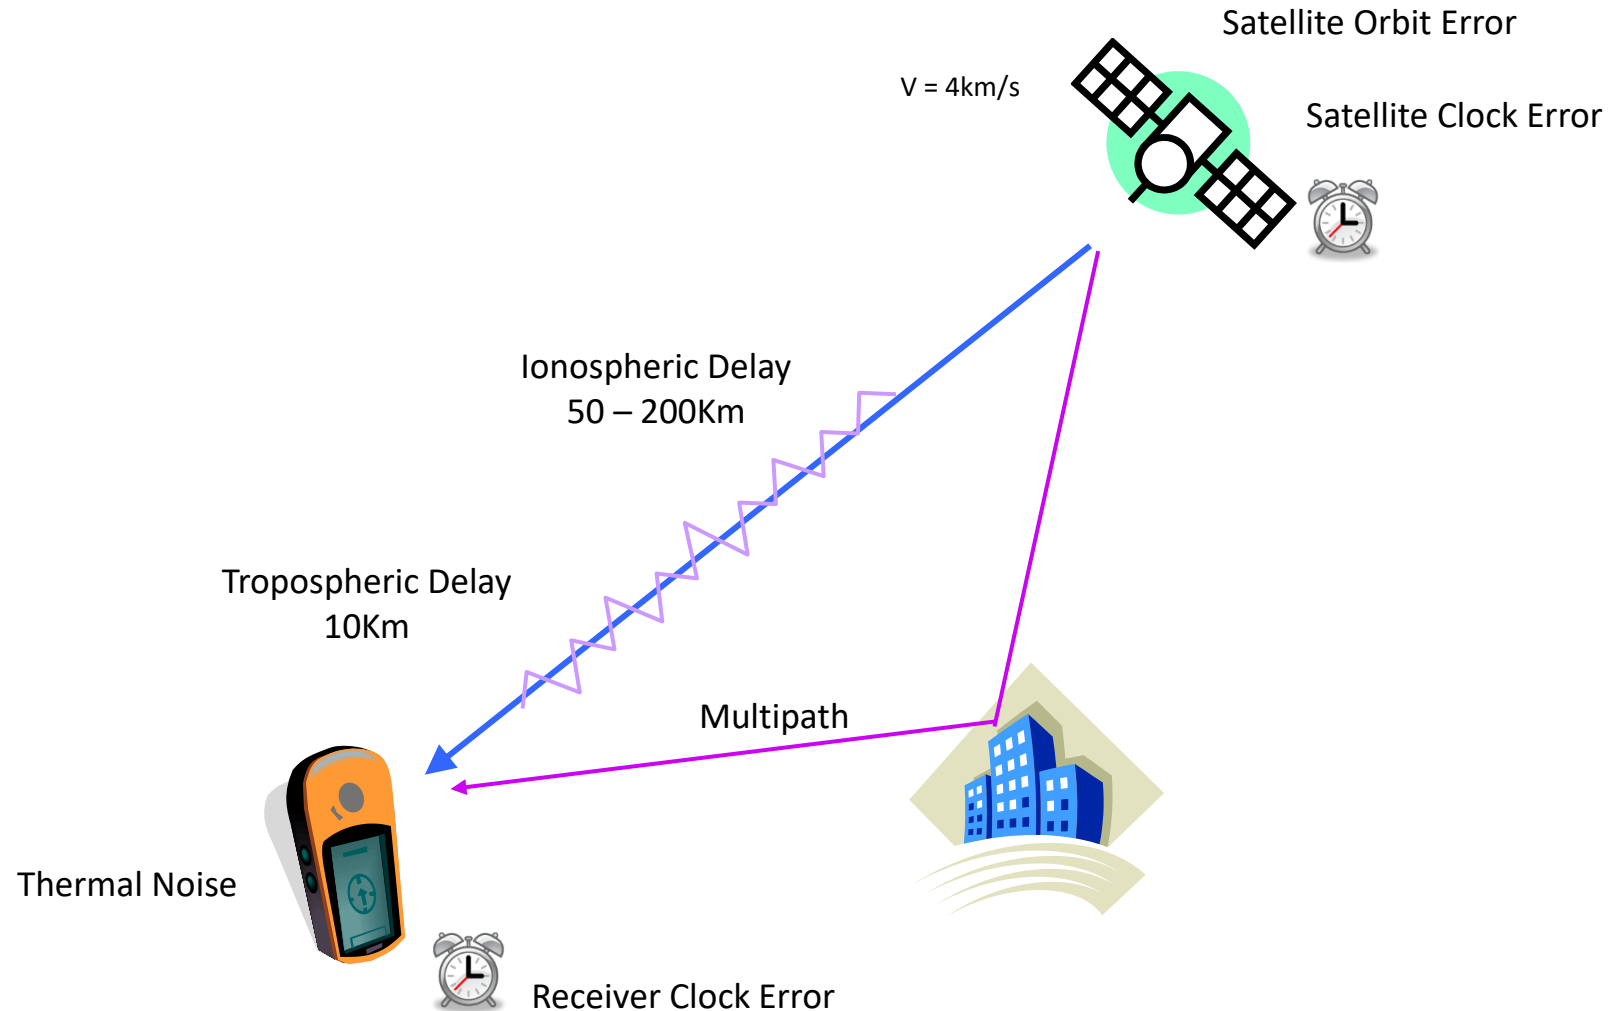 Satellite Orbit Error
V = 4km/s
Satellite Clock Error
Ionospheric Delay
50 – 200Km
Tropospheric Delay
10Km
Multipath
Thermal Noise
Receiver Clock Error